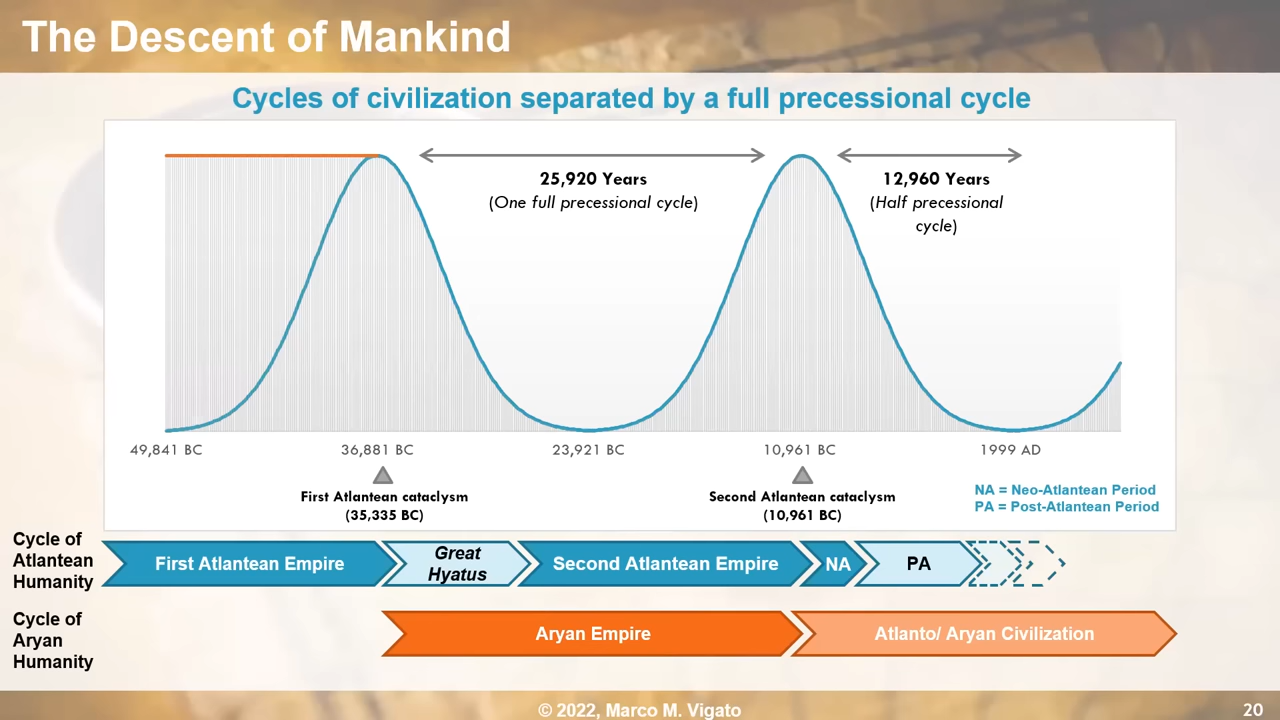 The Descent of Mankind
Cycles of civilization separated by a full precessional cycle
25,920 Years
(One full precessional cycle)
12,960 Years
(Half precessional
cycle)
49,841 BC
36,881 BC
23,921 BC
10,961 BC
1999 AD
First Atlantean cataclysm
(35,335 BC)
Second Atlantean cataclysm
(10,961 BC)
NA = Neo-Atlantean Period
PA = Post-Atlantean Period
Cycle of
Atlantean
Humanity
First Atlantean Empire
Great
Hyatus
Second Atlantean Empire
NA
PA
Cycle of
Aryan
Humanity
Aryan Empire
Atlanto/ Aryan Civilization
© 2022, Marco M. Vigato
20